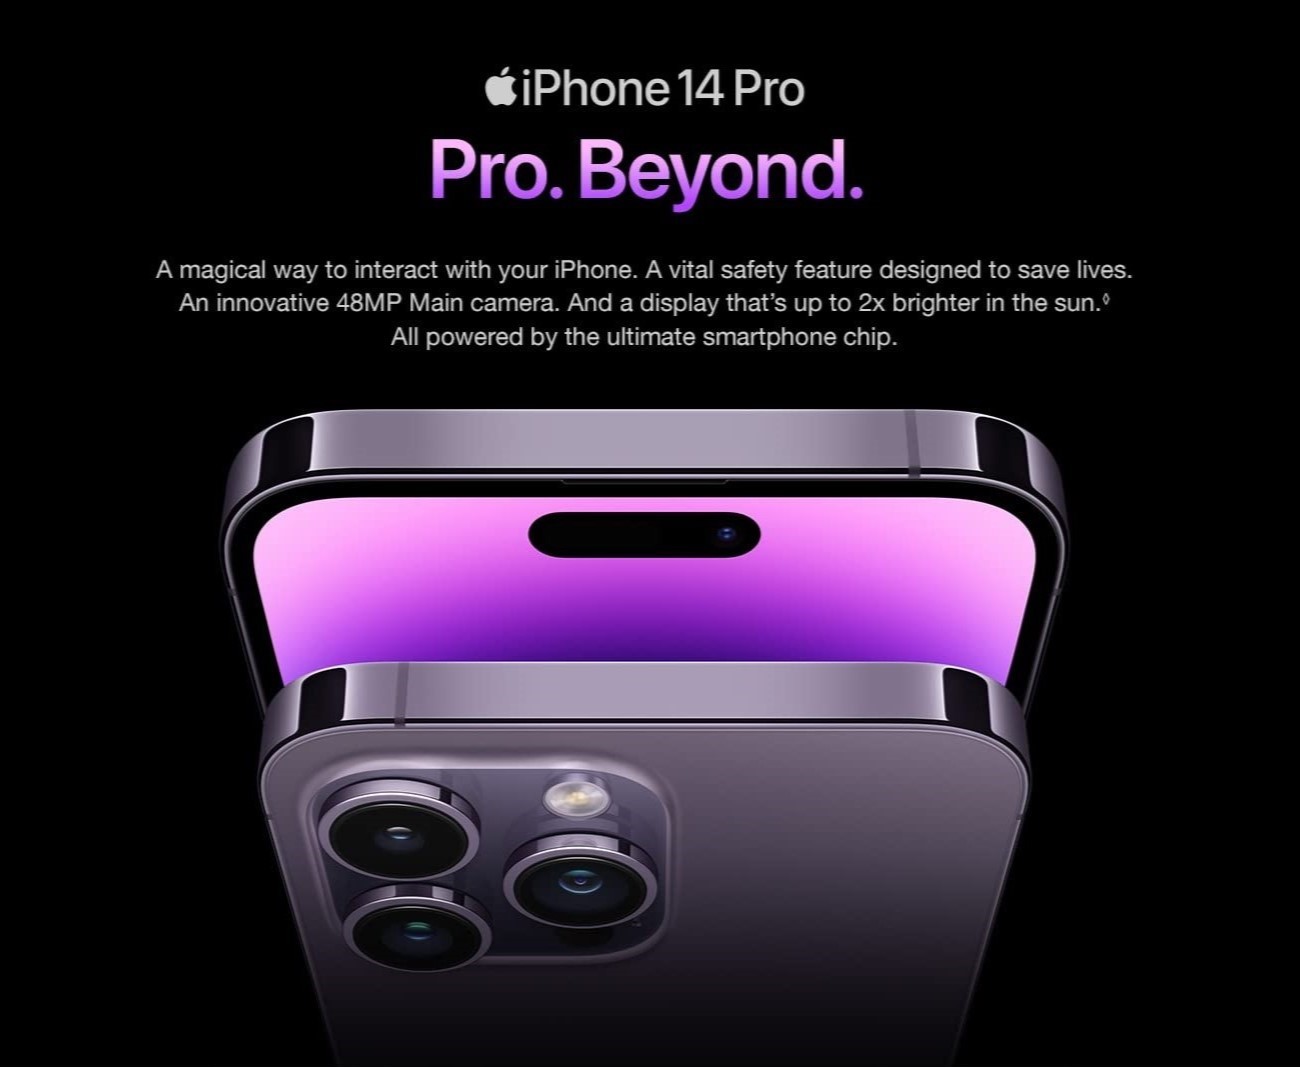 iPhone 14 Pro
Pro. Beyond.
A magical way to interact with your iPhone. A vital safety feature designed to save lives.
An innovative 48MP Main camera. And a display that’s up to 2x brighter in the sun.◊
All powered by the ultimate smartphone chip.